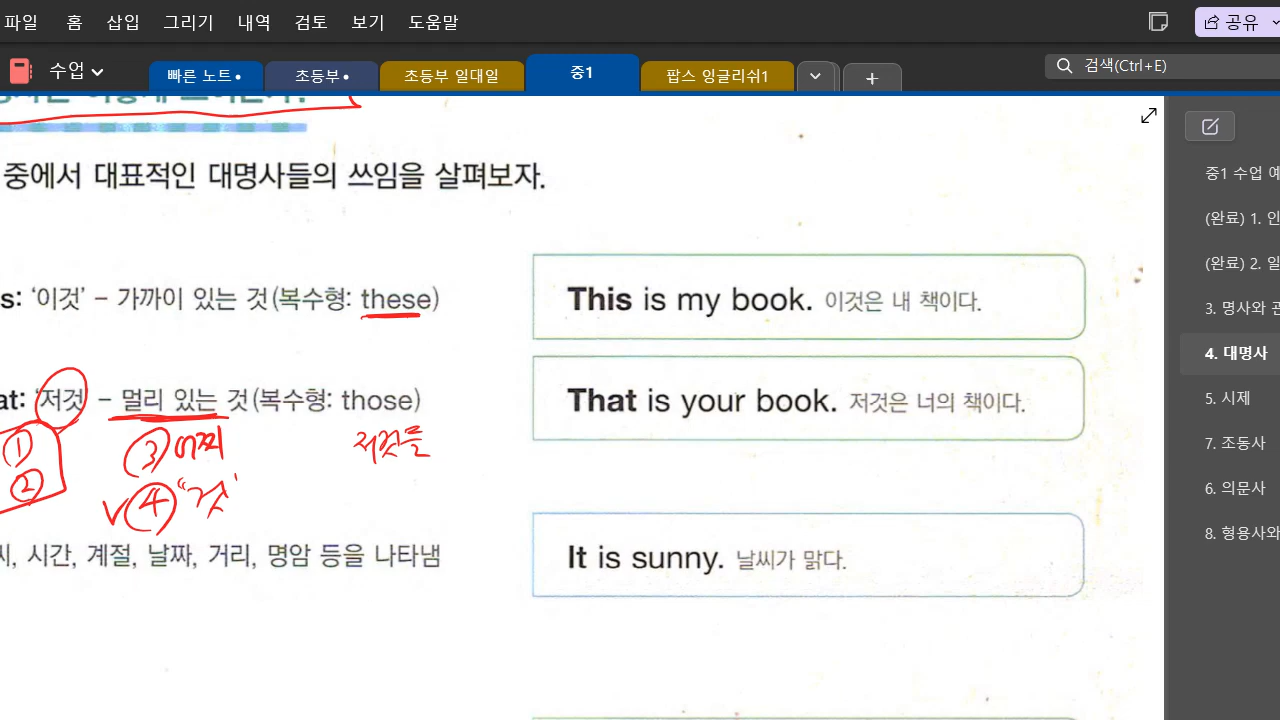 파일 홈 삽입 그리기 내역 검토 보기 도움말 공유
수업 빠른 노트 초등부 초등부 일대일 중1 팝스 잉글리쉬1 + 검색(Ctrl+E)
중에서 대표적인 대명사들의 쓰임을 살펴보자.
s: ‘이것’ – 가까이 있는 것(복수형: these)
This is my book. 이것은 내 책이다.
at: ‘저것 – 멀리 있는 것(복수형: those)
That is your book. 저것은 너의 책이다.
① ③ 저것들
② ④ “것’
시간, 계절, 날짜, 거리, 명암 등을 나타냄
It is sunny. 날씨가 맑다.
중1 수업
(완료) 1.
(완료) 2.
3. 명사와
4. 대명사
5. 시제
7. 조동사
6. 의문사
8. 형용사와